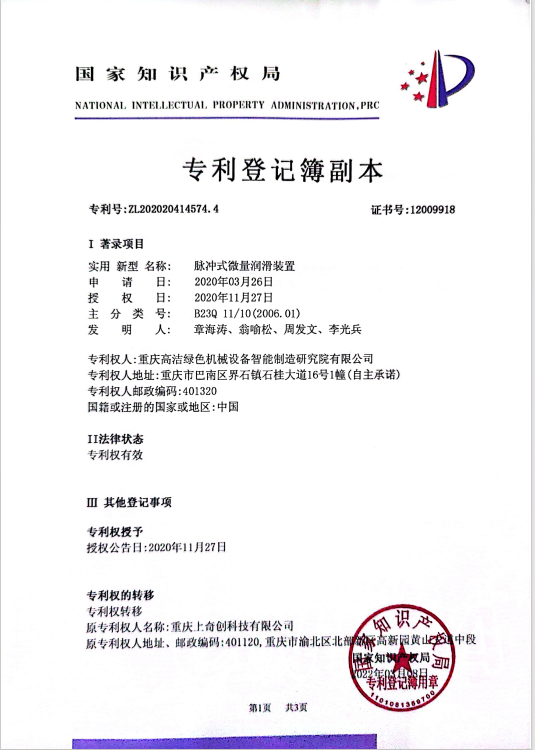 国家知识产权局
NATIONAL INTELLECTUAL PROPERTY ADMINISTRATION,PRC
专利登记簿副本
专利号:ZL202020414574.4 证书号:12009918
I 著录项目
实用 新型 名称: 脉冲式微量润滑装置
申 请 日: 2020年03月26日
授 权 日: 2020年11月27日
主 分 类 号: B23Q 11/10(2006.01)
发 明 人: 章海涛、翁喻松、周发文、李光兵
专利权人:重庆高洁绿色机械设备智能制造研究院有限公司
专利权人地址:重庆市巴南区界石镇石桂大道16号1幢(自主承诺)
专利权人邮政编码:401320
国籍或注册的国家或地区:中国
II法律状态
专利权有效
III 其他登记事项
专利权授予
授权公告日:2020年11月27日
专利权的转移
专利权转移
原专利权人名称:重庆上奇创科技有限公司
原专利权人地址、邮政编码:401120,重庆市渝北区北部新区高新园黄山大道中段
国家知识产权局
2022年03月08日
国家知识产权局
专利登记簿用章
1101081369700
第1页 共3页